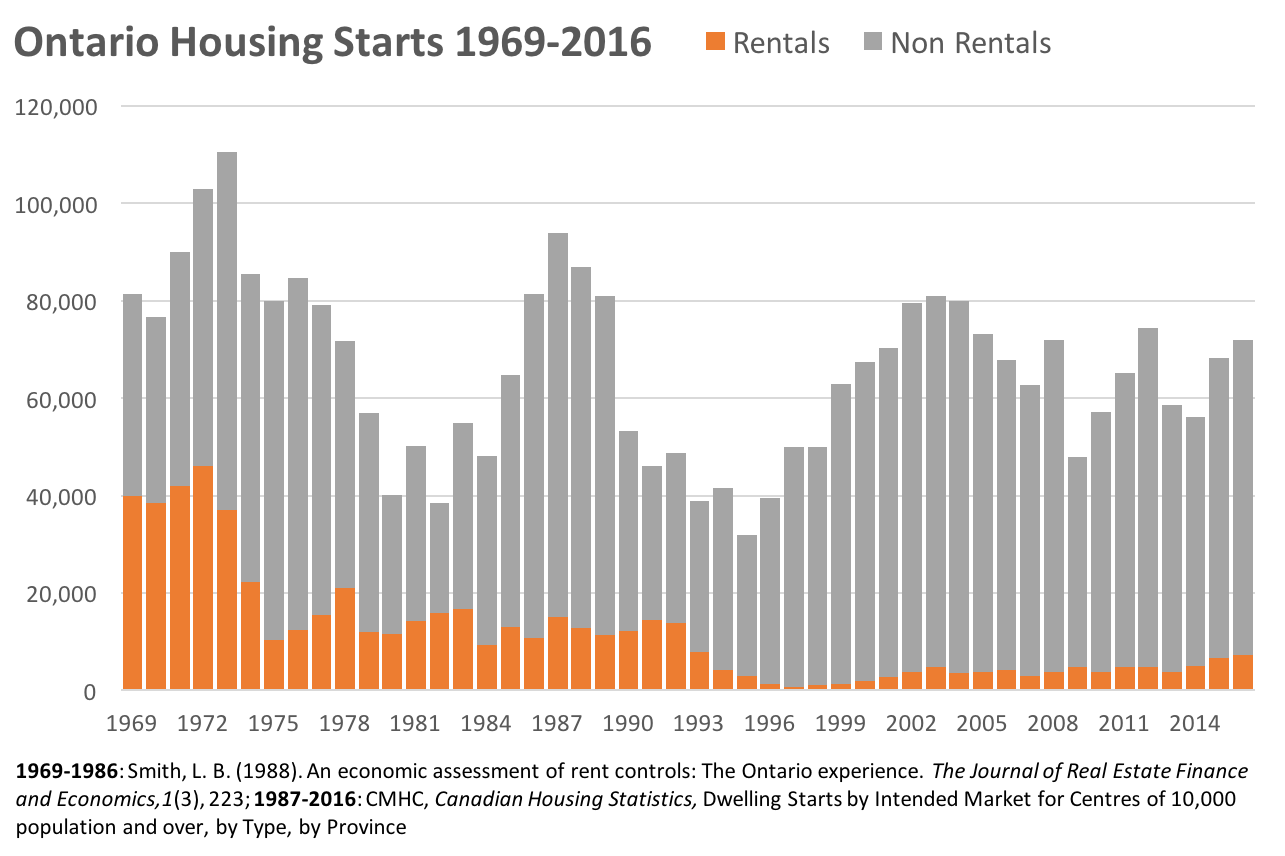 Ontario Housing Starts 1969-2016
Rentals Non Rentals
120,000
100,000
80,000
60,000
40,000
20,000
0
1969 1972 1975 1978 1981 1984 1987 1990 1993 1996 1999 2002 2005 2008 2011 2014
1969-1986: Smith, L. B. (1988). An economic assessment of rent controls: The Ontario experience. The Journal of Real Estate Finance
and Economics,1(3), 223; 1987-2016: CMHC, Canadian Housing Statistics, Dwelling Starts by Intended Market for Centres of 10,000
population and over, by Type, by Province